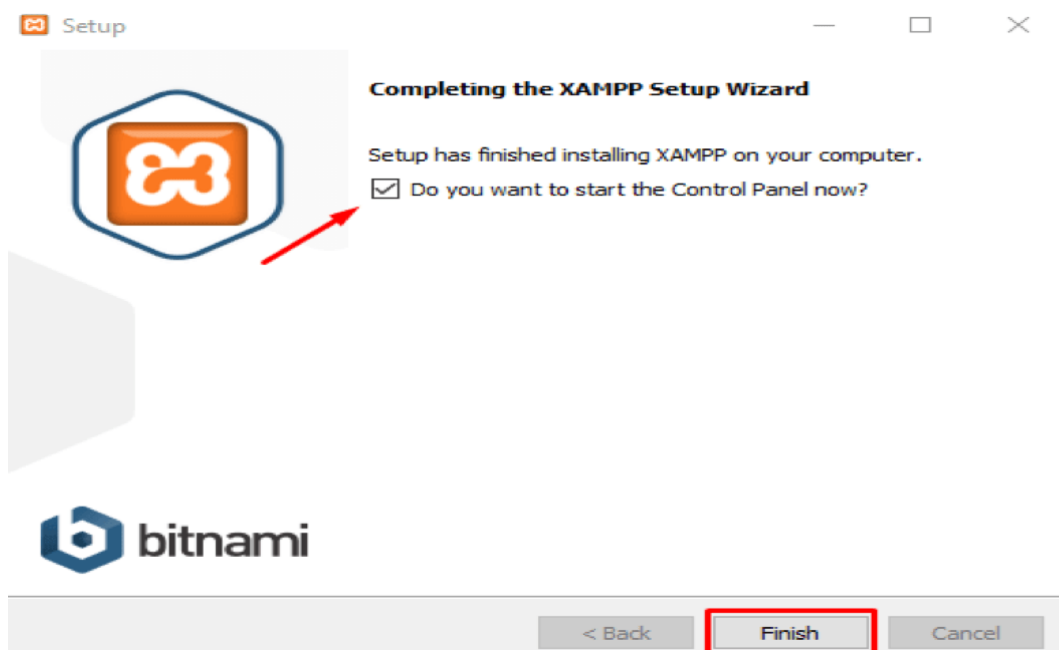 Setup
Completing the XAMPP Setup Wizard
Setup has finished installing XAMPP on your computer.
Do you want to start the Control Panel now?
bitnami
< Back
Finish
Cancel